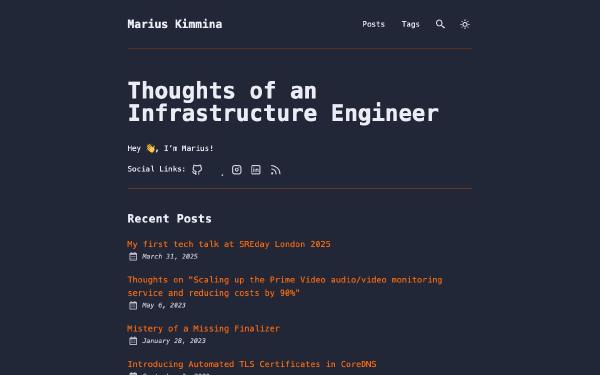 Marius Kimmina
Posts
Tags
Thoughts of an
Infrastructure Engineer
Hey 👋, I'm Marius!
Social Links:
Recent Posts
My first tech talk at SREday London 2025
March 31, 2025
Thoughts on "Scaling up the Prime Video audio/video monitoring
service and reducing costs by 90%"
May 6, 2023
Mistery of a Missing Finalizer
January 28, 2023
Introducing Automated TLS Certificates in CoreDNS